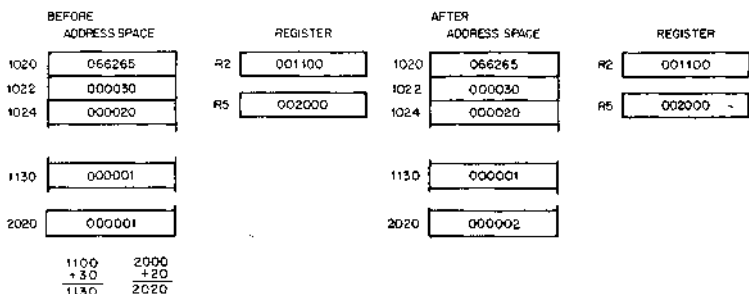 BEFORE
ADDRESS SPACE
REGISTER
1020 066265
R2 001100
1022 000030
R5 002000
1024 000020
1130 000001
2020 000001
1100 2000
+30 +20
1130 2020
AFTER
ADDRESS SPACE
REGISTER
1020 066265
R2 001100
1022 000030
R5 002000
1024 000020
1130 000001
2020 000002